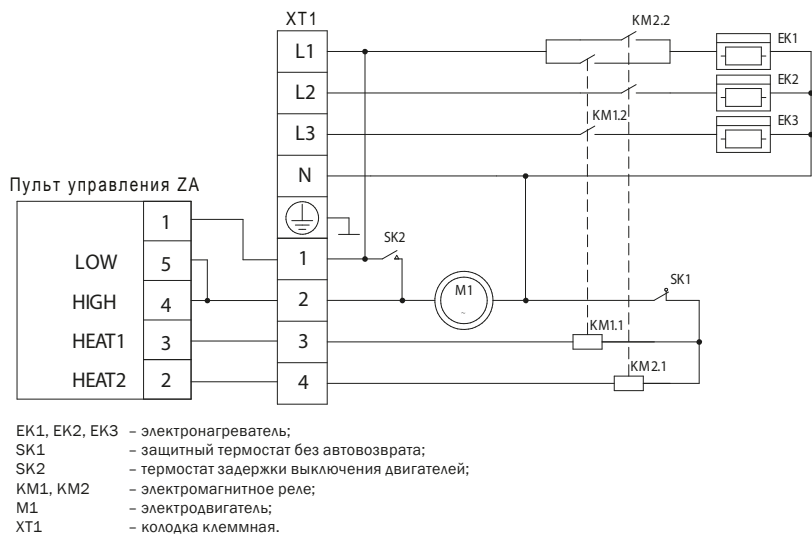 XT1
KM2.2
L1
EK1
L2
EK2
KM1.2
L3
EK3
N
Пульт управления ZA
1
1
SK2
LOW 5
M1
~
SK1
HIGH 4
2
KM1.1
HEAT1 3
3
KM2.1
HEAT2 2
4
EK1, EK2, EK3 – электронагреватель;
SK1 – защитный термостат без автовозврата;
SK2 – термостат задержки выключения двигателей;
KM1, KM2 – электромагнитное реле;
M1 – электродвигатель;
XT1 – колодка клеммная.